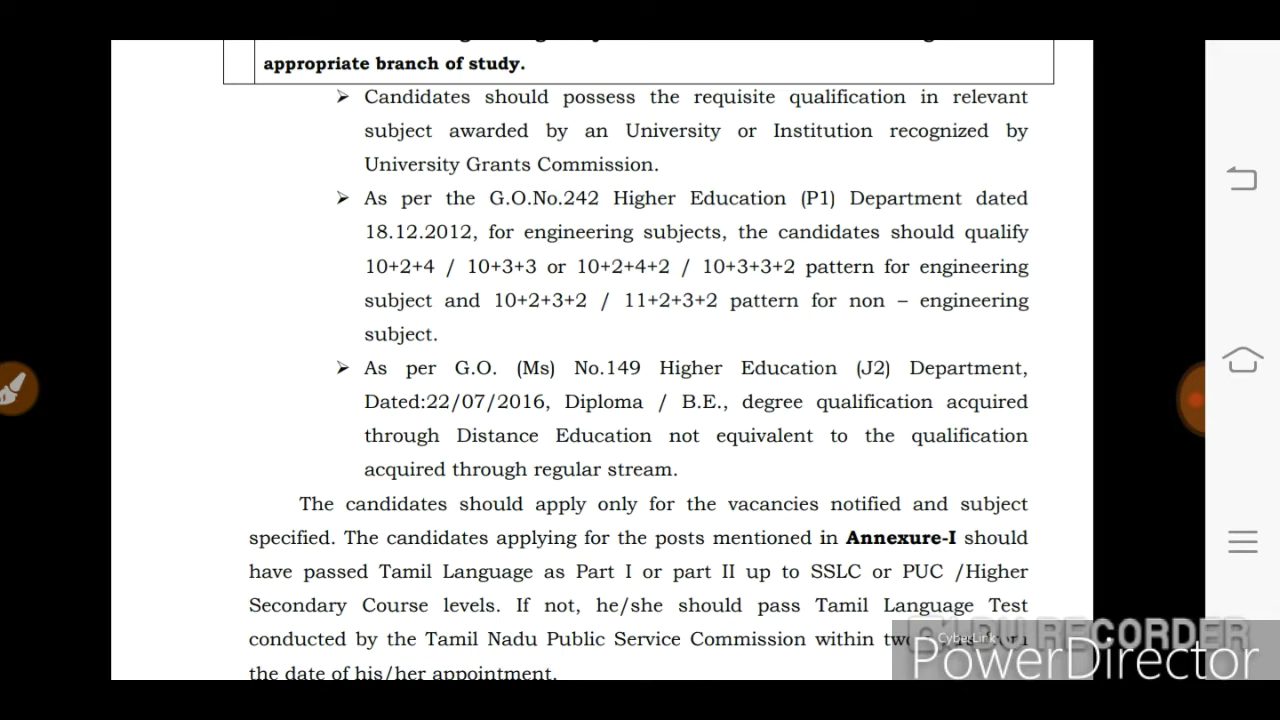 appropriate branch of study.
➢ Candidates should possess the requisite qualification in relevant
subject awarded by an University or Institution recognized by
University Grants Commission.
➢ As per the G.O.No.242 Higher Education (P1) Department dated
18.12.2012, for engineering subjects, the candidates should qualify
10+2+4 / 10+3+3 or 10+2+4+2 / 10+3+3+2 pattern for engineering
subject and 10+2+3+2 / 11+2+3+2 pattern for non – engineering
subject.
➢ As per G.O. (Ms) No.149 Higher Education (J2) Department,
Dated:22/07/2016, Diploma / B.E., degree qualification acquired
through Distance Education not equivalent to the qualification
acquired through regular stream.
The candidates should apply only for the vacancies notified and subject
specified. The candidates applying for the posts mentioned in Annexure-I should
have passed Tamil Language as Part I or part II up to SSLC or PUC /Higher
Secondary Course levels. If not, he/she should pass Tamil Language Test
conducted by the Tamil Nadu Public Service Commission within
the date of his/her appointment.
RECORDER
CyberLink
PowerDirector